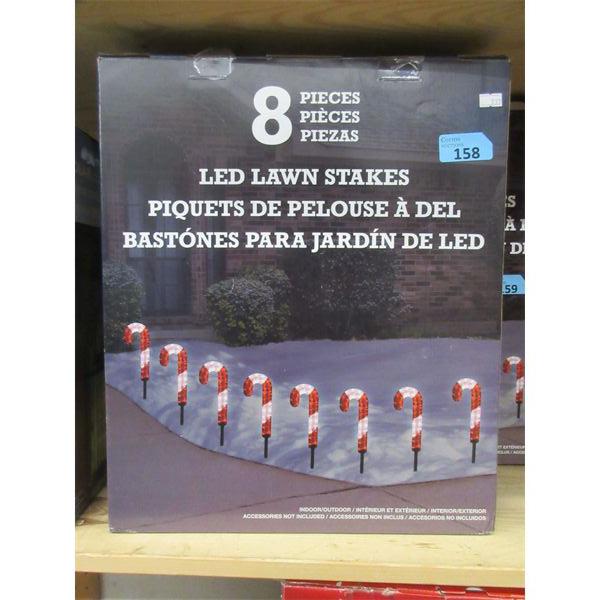 8
PIECES
PIÈCES
PIEZAS
158
LED LAWN STAKES
PIQUETS DE PELOUSE À DEL
BASTÓNES PARA JARDÍN DE LED
INDOOR/OUTDOOR / INTÉRIEUR ET EXTÉRIEUR / INTERIOR/EXTERIOR
ACCESSORIES NOT INCLUDED / ACCESSOIRES NON INCLUS / ACCESORIOS NO INCLUIDOS
59